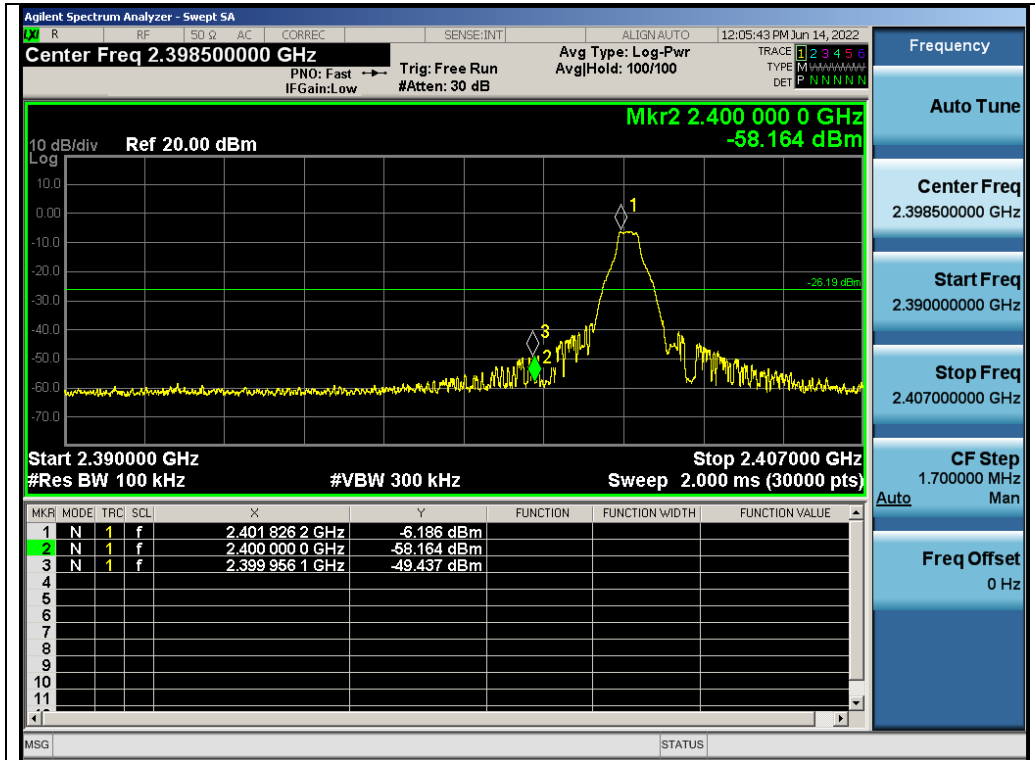 Agilent Spectrum Analyzer - Swept SA
LXI R RF 50 Ω AC CORREC SENSE:INT ALIGN AUTO 12:05:43 PM Jun 14, 2022
Center Freq 2.398500000 GHz
PNO: Fast
IFGain:Low
Trig: Free Run
#Atten: 30 dB
Avg Type: Log-Pwr
Avg|Hold: 100/100
TRACE 1 2 3 4 5 6
TYPE M WWWWW
DET P N N N N N
Mkr2 2.400 000 0 GHz
-58.164 dBm
10 dB/div Ref 20.00 dBm
Log
10.0
0.00
-10.0
-20.0
-30.0
-40.0
-50.0
-60.0
-70.0
1
-26.19 dBm
3
2
Start 2.390000 GHz Stop 2.407000 GHz
#Res BW 100 kHz #VBW 300 kHz Sweep 2.000 ms (30000 pts)
MKR MODE TRC SCL X Y FUNCTION FUNCTION WIDTH FUNCTION VALUE
1 N 1 f 2.401 826 2 GHz -6.186 dBm
2 N 1 f 2.400 000 0 GHz -58.164 dBm
3 N 1 f 2.399 956 1 GHz -49.437 dBm
4
5
6
7
8
9
10
11
MSG STATUS
Frequency
Auto Tune
Center Freq
2.398500000 GHz
Start Freq
2.390000000 GHz
Stop Freq
2.407000000 GHz
CF Step
1.700000 MHz
Auto Man
Freq Offset
0 Hz